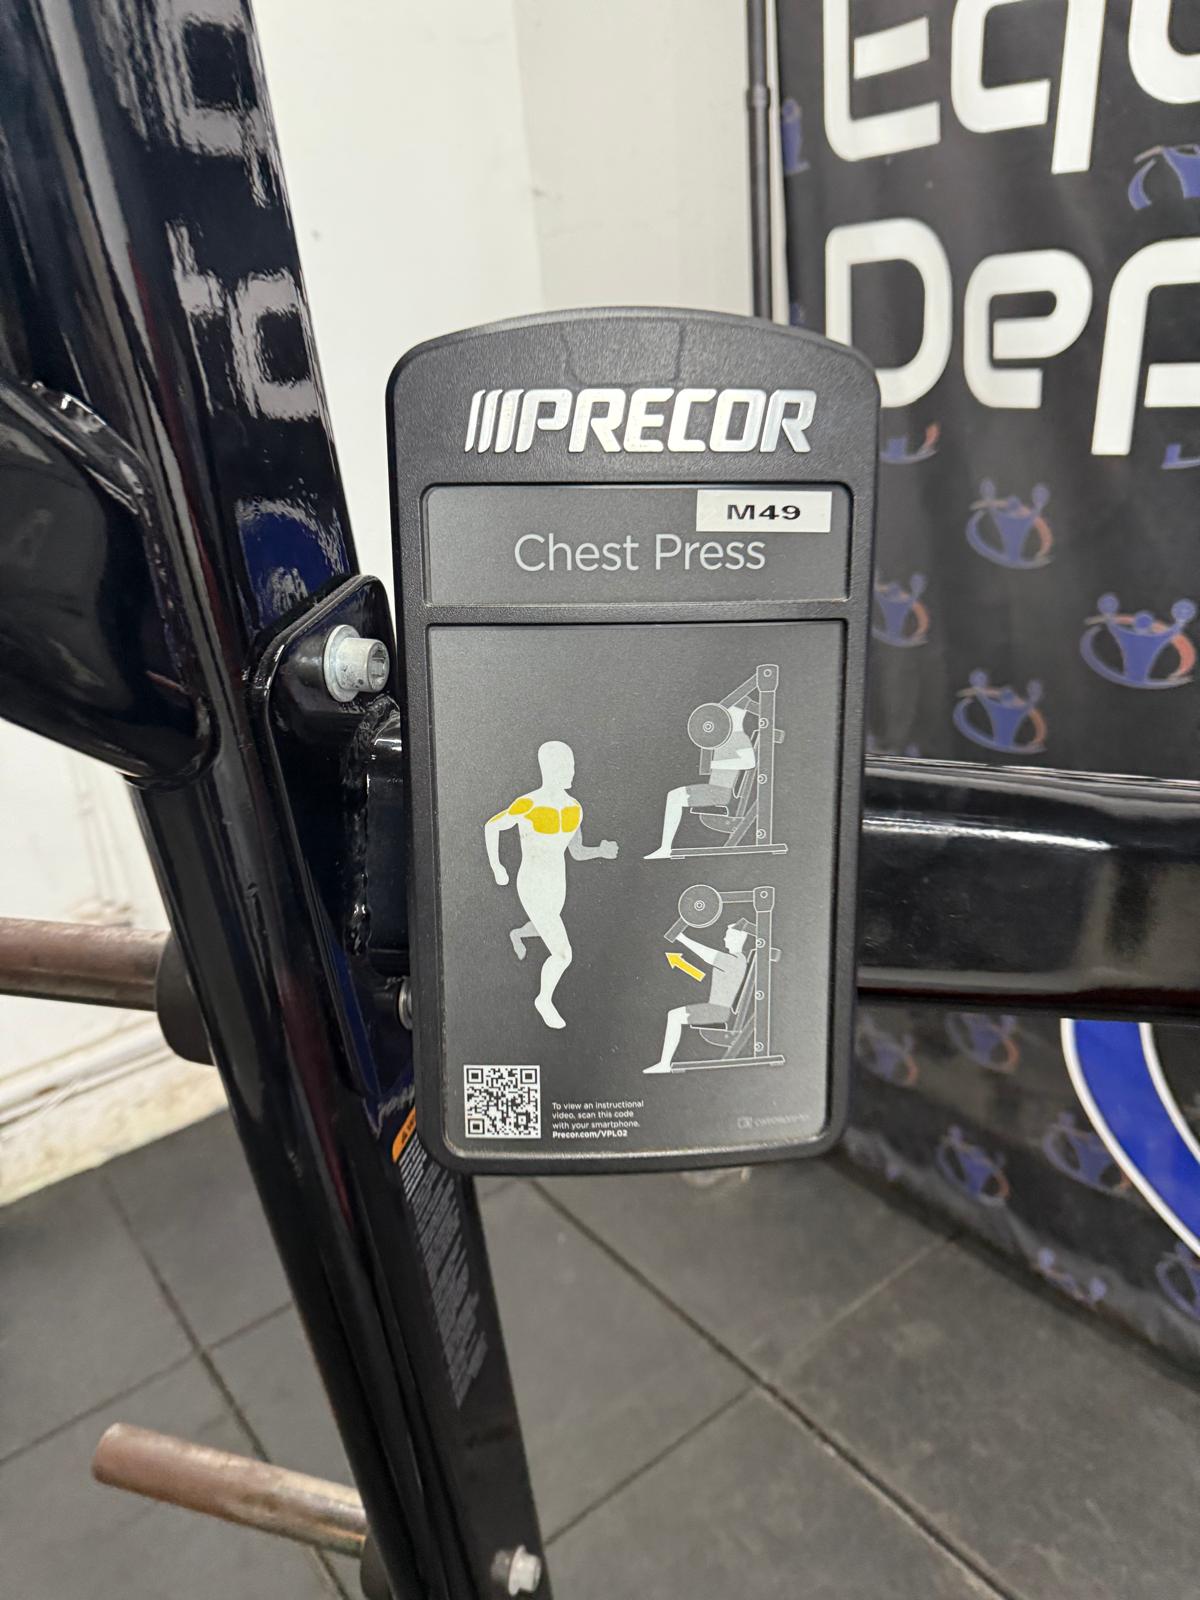 PRECOR
M49
Chest Press
To view an instructional
video, scan this code
with your smartphone.
Precor.com/VPL02